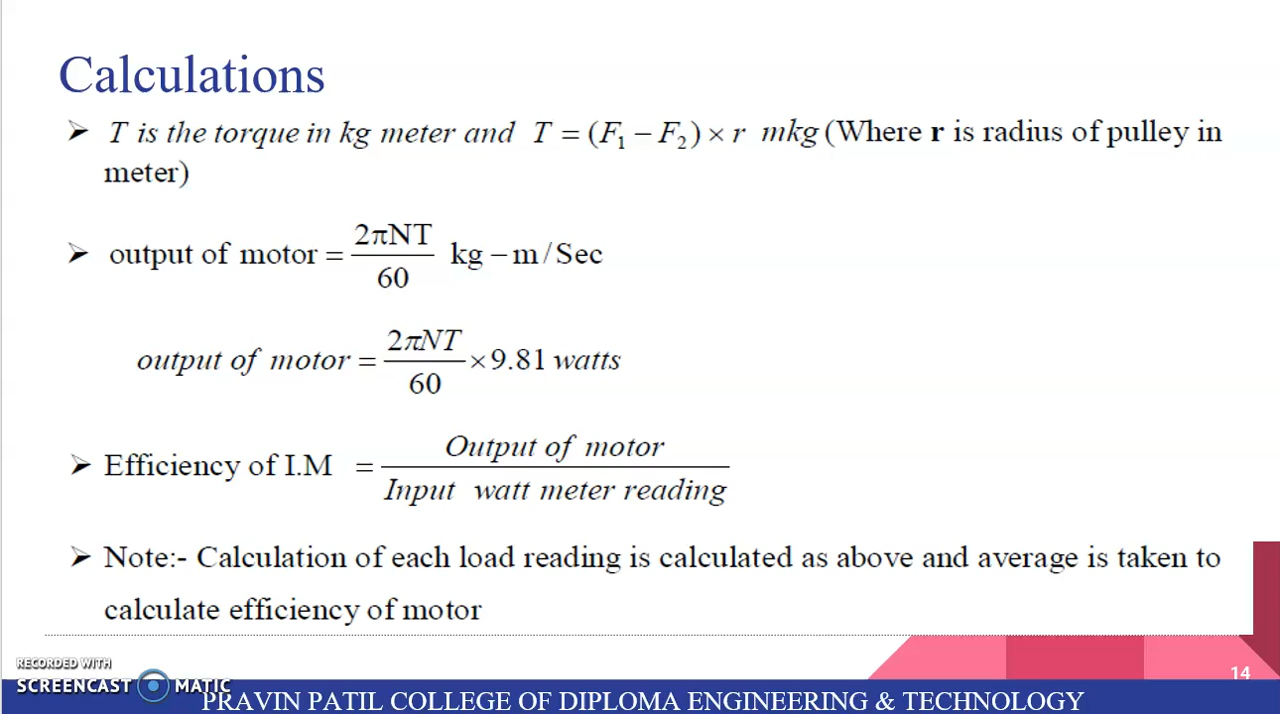 Calculations
➢ T is the torque in kg meter and T = (F₁ − F₂) × r mkg (Where r is radius of pulley in
meter)
➢ output of motor = 2πNT/60 kg − m / Sec
output of motor = 2πNT/60 × 9.81 watts
➢ Efficiency of I.M = Output of motor / Input watt meter reading
➢ Note:- Calculation of each load reading is calculated as above and average is taken to
calculate efficiency of motor
14
RECORDED WITH
SCREENCAST MATIC
PRAVIN PATIL COLLEGE OF DIPLOMA ENGINEERING & TECHNOLOGY